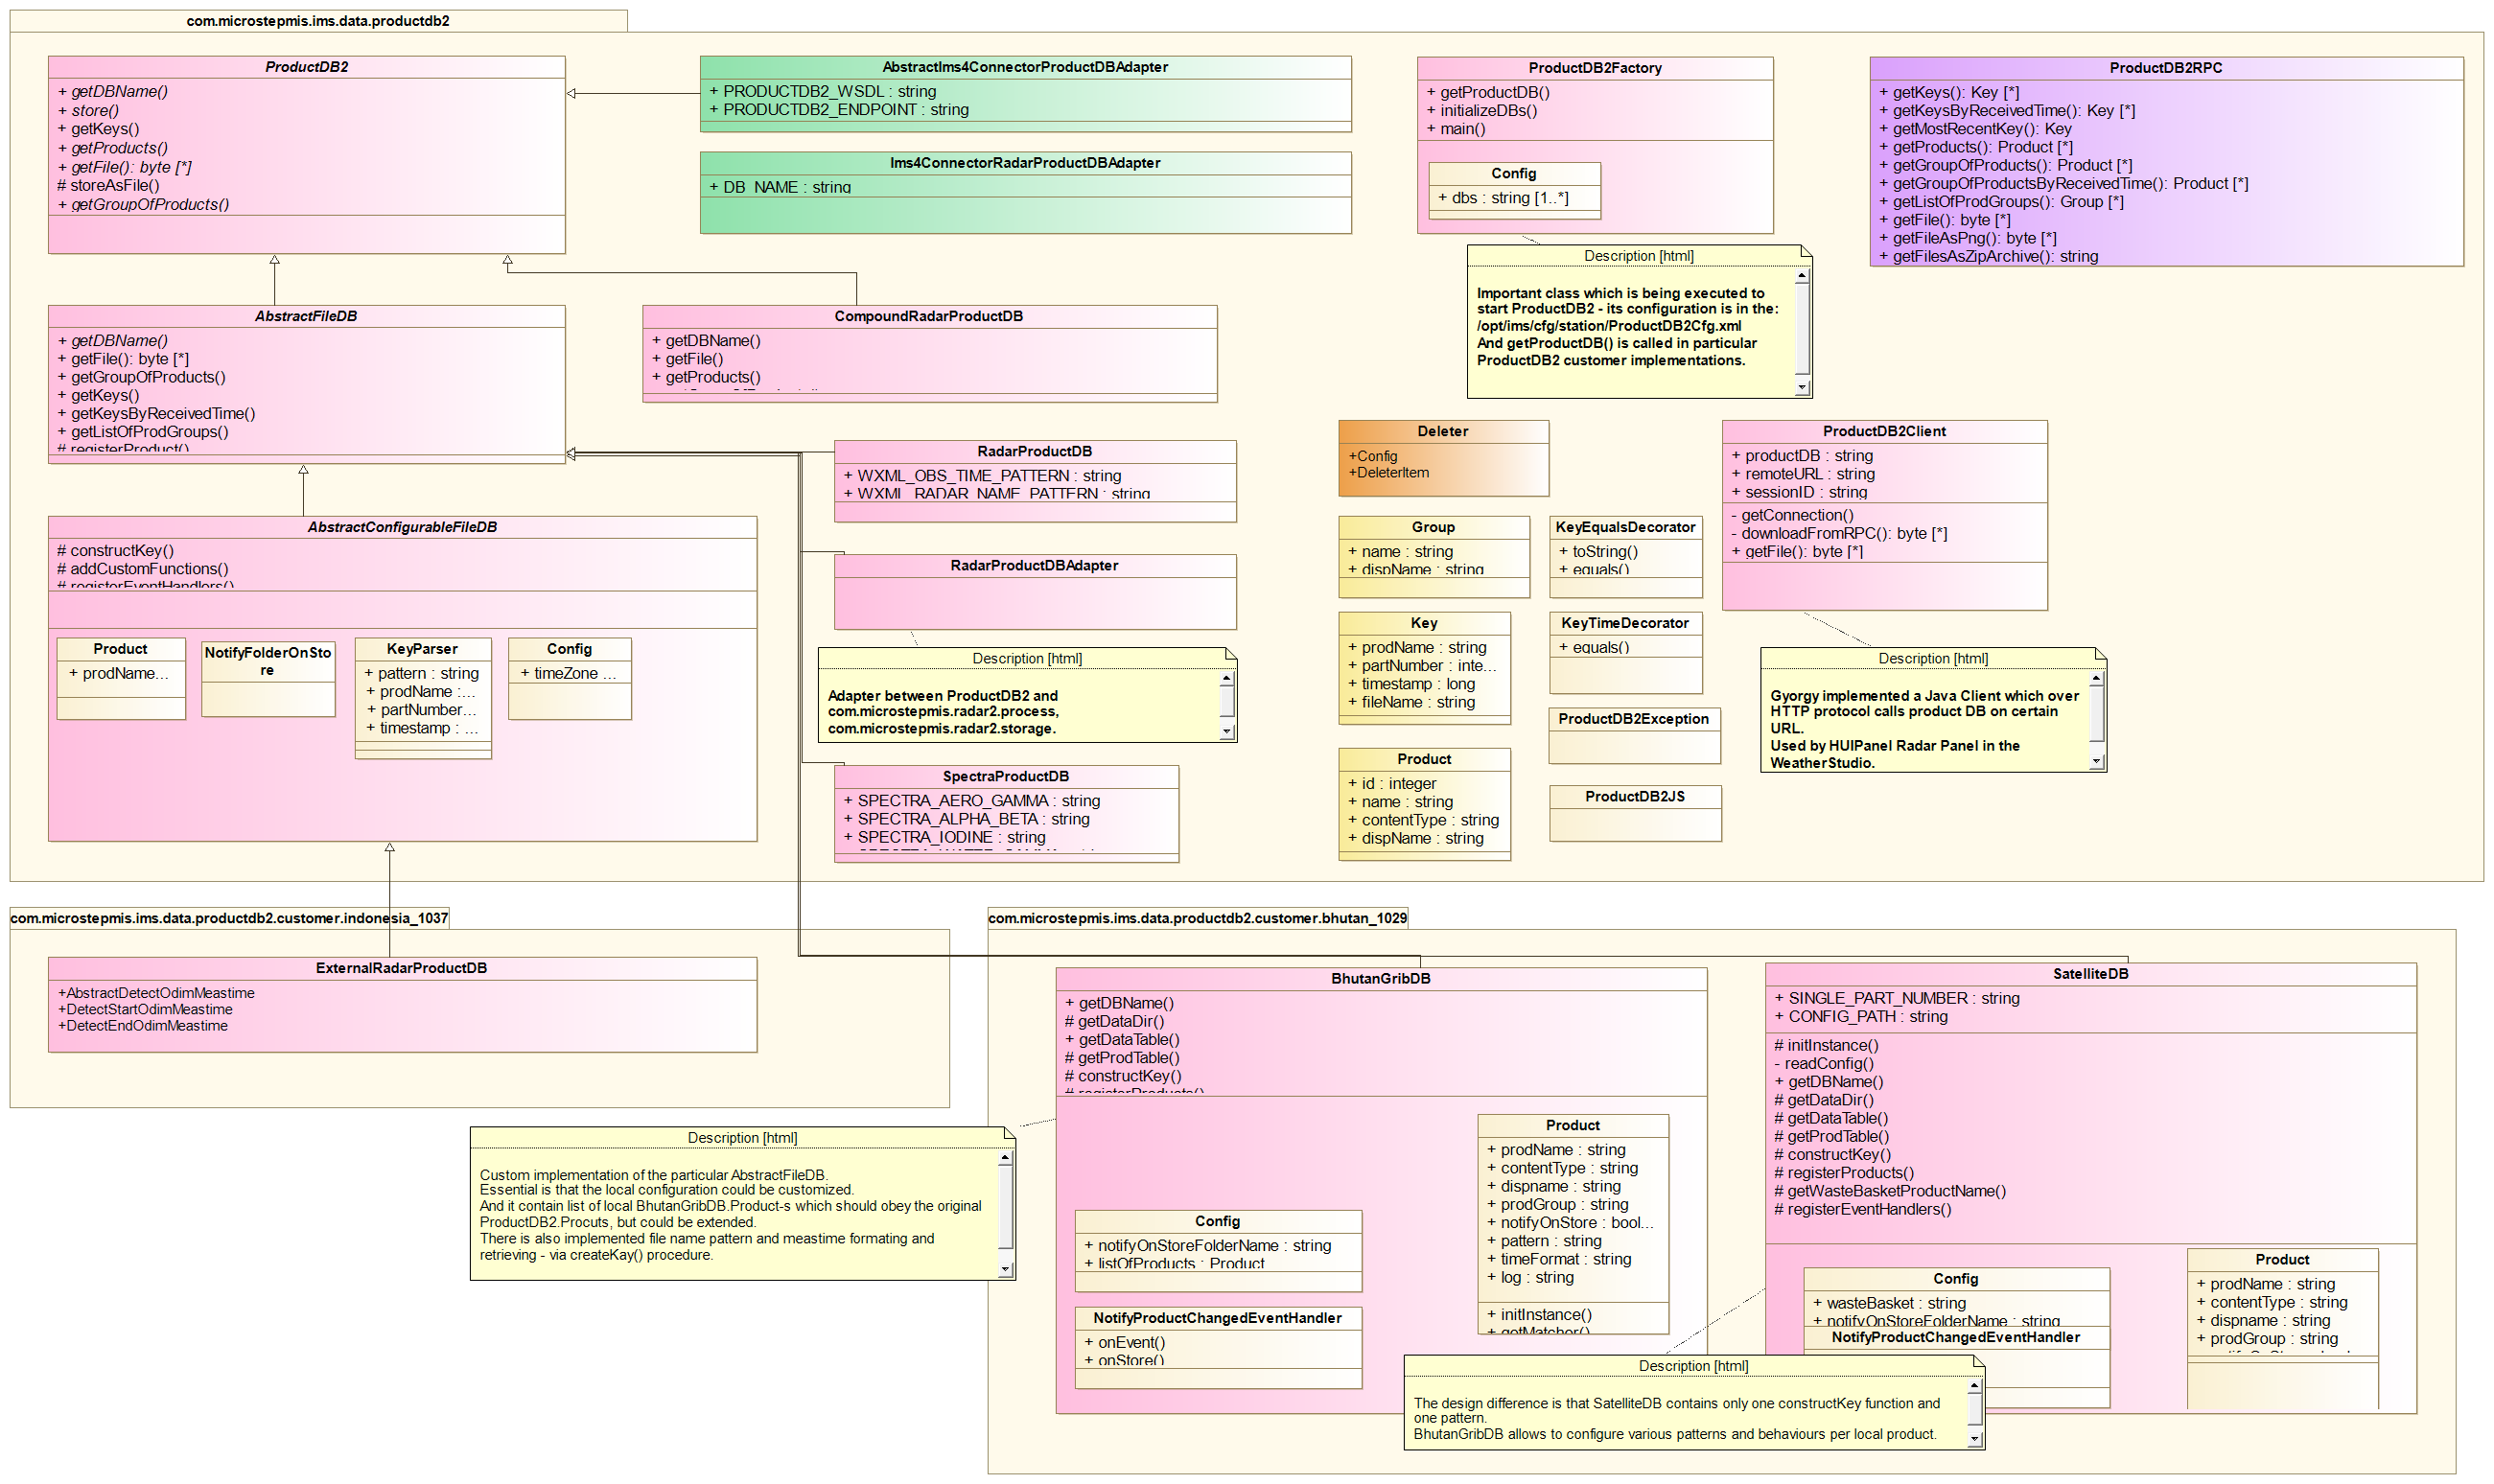 com.microstepmis.ims.data.productdb2
ProductDB2
+ getDBName()
+ store()
+ getKeys()
+ getProducts()
+ getFile(): byte [*]
# storeAsFile()
+ getGroupOfProducts()
AbstractIms4ConnectorProductDBAdapter
+ PRODUCTDB2_WSDL : string
+ PRODUCTDB2_ENDPOINT : string
Ims4ConnectorRadarProductDBAdapter
+ DB_NAME : string
ProductDB2Factory
+ getProductDB()
+ initializeDBs()
+ main()
Config
+ dbs : string [1..*]
Description [html]
Important class which is being executed to
start ProductDB2 - its configuration is in the:
/opt/ims/cfg/station/ProductDB2Cfg.xml
And getProductDB() is called in particular
ProductDB2 customer implementations.
ProductDB2RPC
+ getKeys(): Key [*]
+ getKeysByReceivedTime(): Key [*]
+ getMostRecentKey(): Key
+ getProducts(): Product [*]
+ getGroupOfProducts(): Product [*]
+ getGroupOfProductsByReceivedTime(): Product [*]
+ getListOfProdGroups(): Group [*]
+ getFile(): byte [*]
+ getFileAsPng(): byte [*]
+ getFilesAsZipArchive(): string
AbstractFileDB
+ getDBName()
+ getFile(): byte [*]
+ getGroupOfProducts()
+ getKeys()
+ getKeysByReceivedTime()
+ getListOfProdGroups()
# registerProduct()
CompoundRadarProductDB
+ getDBName()
+ getFile()
+ getProducts()
RadarProductDB
+ WXML_OBS_TIME_PATTERN : string
+ WXML_RADAR_NAME_PATTERN : string
Deleter
+Config
+DeleterItem
ProductDB2Client
+ productDB : string
+ remoteURL : string
+ sessionID : string
- getConnection()
- downloadFromRPC(): byte [*]
+ getFile(): byte [*]
AbstractConfigurableFileDB
# constructKey()
# addCustomFunctions()
# registerEventHandlers()
Product
+ prodName...
NotifyFolderOnSto
re
KeyParser
+ pattern : string
+ prodName :...
+ partNumber...
+ timestamp : ...
Config
+ timeZone ...
RadarProductDBAdapter
Description [html]
Adapter between ProductDB2 and
com.microstepmis.radar2.process,
com.microstepmis.radar2.storage.
Group
+ name : string
+ dispName : string
KeyEqualsDecorator
+ toString()
+ equals()
Key
+ prodName : string
+ partNumber : inte...
+ timestamp : long
+ fileName : string
KeyTimeDecorator
+ equals()
ProductDB2Exception
Description [html]
Gyorgy implemented a Java Client which over
HTTP protocol calls product DB on certain
URL.
Used by HUIPanel Radar Panel in the
WeatherStudio.
SpectraProductDB
+ SPECTRA_AERO_GAMMA : string
+ SPECTRA_ALPHA_BETA : string
+ SPECTRA_IODINE : string
Product
+ id : integer
+ name : string
+ contentType : string
+ dispName : string
ProductDB2JS
com.microstepmis.ims.data.productdb2.customer.indonesia_1037
ExternalRadarProductDB
+AbstractDetectOdimMeastime
+DetectStartOdimMeastime
+DetectEndOdimMeastime
com.microstepmis.ims.data.productdb2.customer.bhutan_1029
BhutanGribDB
+ getDBName()
# getDataDir()
+ getDataTable()
# getProdTable()
# constructKey()
# registerProducts()
Description [html]
Custom implementation of the particular AbstractFileDB.
Essential is that the local configuration could be customized.
And it contain list of local BhutanGribDB.Product-s which should obey the original
ProductDB2.Procuts, but could be extended.
There is also implemented file name pattern and meastime formating and
retrieving - via createKay() procedure.
Product
+ prodName : string
+ contentType : string
+ dispname : string
+ prodGroup : string
+ notifyOnStore : bool...
+ pattern : string
+ timeFormat : string
+ log : string
+ initInstance()
+ getMatcher()
Config
+ notifyOnStoreFolderName : string
+ listOfProducts : Product
NotifyProductChangedEventHandler
+ onEvent()
+ onStore()
SatelliteDB
+ SINGLE_PART_NUMBER : string
+ CONFIG_PATH : string
# initInstance()
- readConfig()
+ getDBName()
# getDataDir()
# getDataTable()
# getProdTable()
# constructKey()
# registerProducts()
# getWasteBasketProductName()
# registerEventHandlers()
Config
+ wasteBasket : string
+ notifyOnStoreFolderName : string
NotifyProductChangedEventHandler
Product
+ prodName : string
+ contentType : string
+ dispname : string
+ prodGroup : string
Description [html]
The design difference is that SatelliteDB contains only one constructKey function and
one pattern.
BhutanGribDB allows to configure various patterns and behaviours per local product.